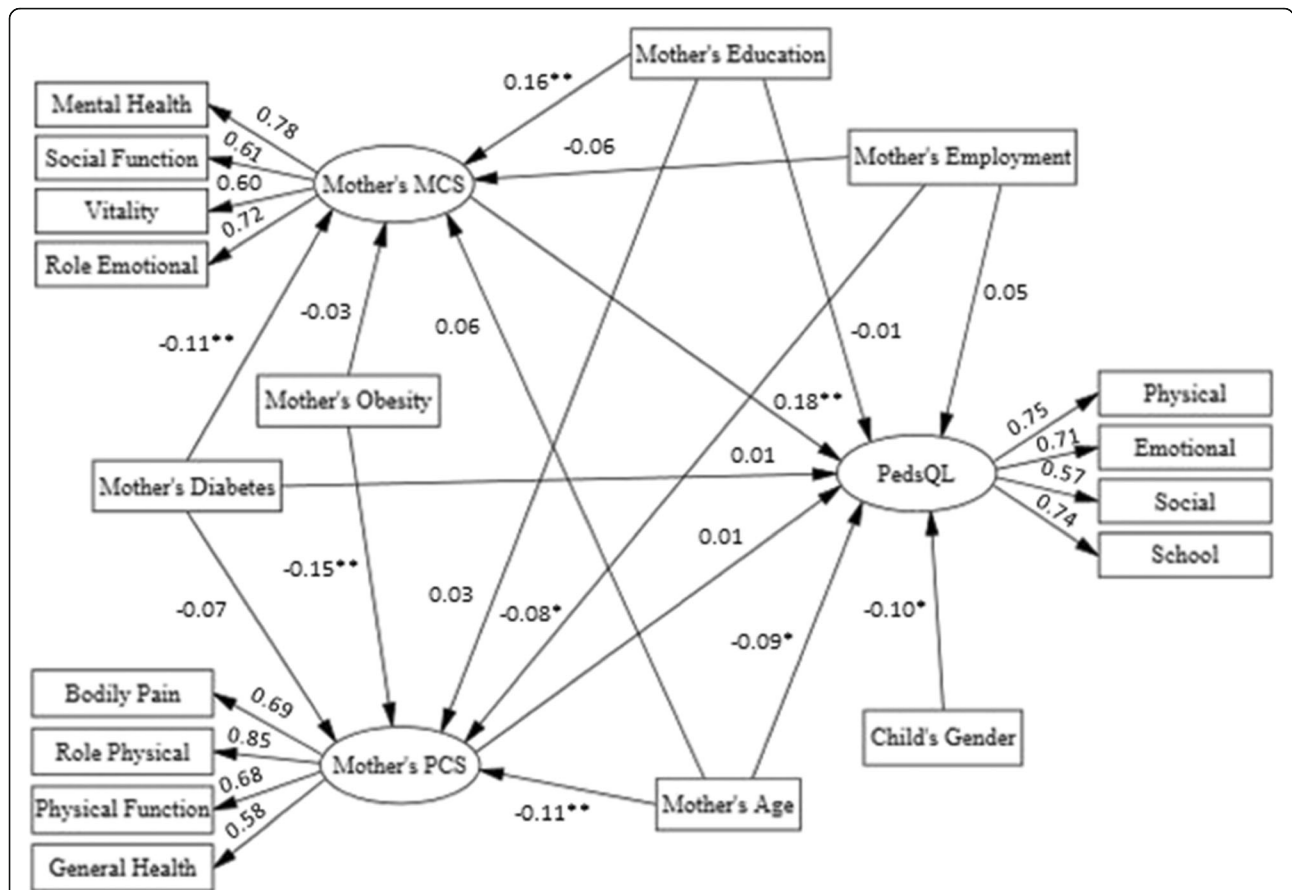 Mother's Education
0.16**
Mental Health
0.78
Mother's Employment
-0.06
Social Function
0.61
Mother's MCS
0.60
Vitality
0.72
Role Emotional
0.05
-0.03
0.06
-0.01
-0.11**
Mother's Obesity
0.18**
Physical
0.75
0.71
Emotional
0.01
PedsQL
0.57
Mother's Diabetes
Social
0.74
School
0.01
-0.15**
0.03
-0.08*
-0.07
-0.09*
-0.10*
Bodily Pain
0.69
Role Physical
0.85
Child's Gender
Mother's PCS
0.68
Physical Function
-0.11**
Mother's Age
0.58
General Health